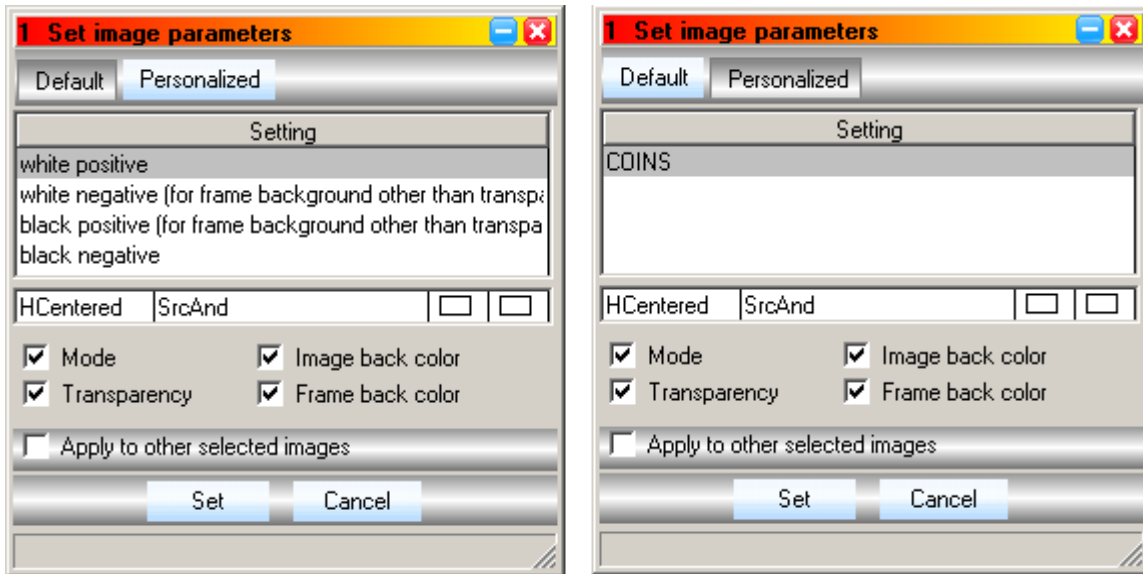 1 Set image parameters
Default Personalized
Setting
white positive
white negative (for frame background other than transpa
black positive (for frame background other than transpa
black negative
HCentered SrcAnd
Mode Image back color
Transparency Frame back color
Apply to other selected images
Set Cancel
1 Set image parameters
Default Personalized
Setting
COINS
HCentered SrcAnd
Mode Image back color
Transparency Frame back color
Apply to other selected images
Set Cancel